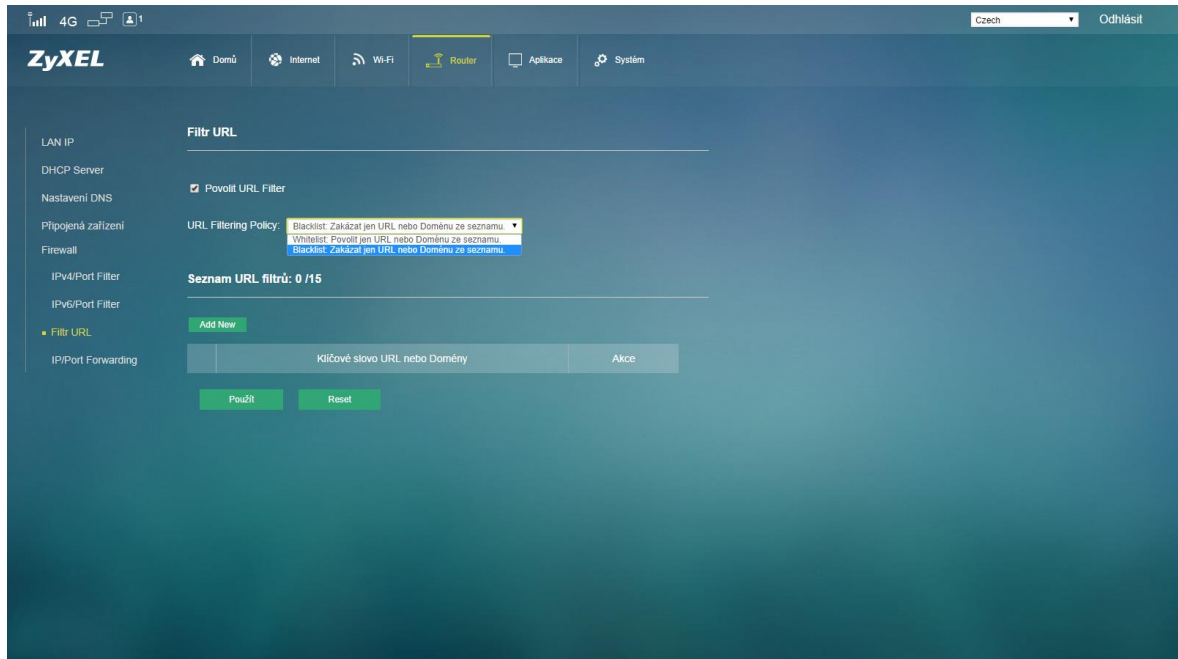 4G 1 Czech Odhlásit
ZyXEL Domů Internet Wi-Fi Router Aplikace Systém
Filtr URL
LAN IP
DHCP Server
Povolit URL Filter
Nastavení DNS
Připojená zařízení
URL Filtering Policy: Blacklist: Zakázat jen URL nebo Doménu ze seznamu.
Whitelist: Povolit jen URL nebo Doménu ze seznamu.
Blacklist: Zakázat jen URL nebo Doménu ze seznamu.
Firewall
IPv4/Port Filter
Seznam URL filtrů: 0 /15
IPv6/Port Filter
Filtr URL
Add New
IP/Port Forwarding
Klíčové slovo URL nebo Domény Akce
Použít Reset